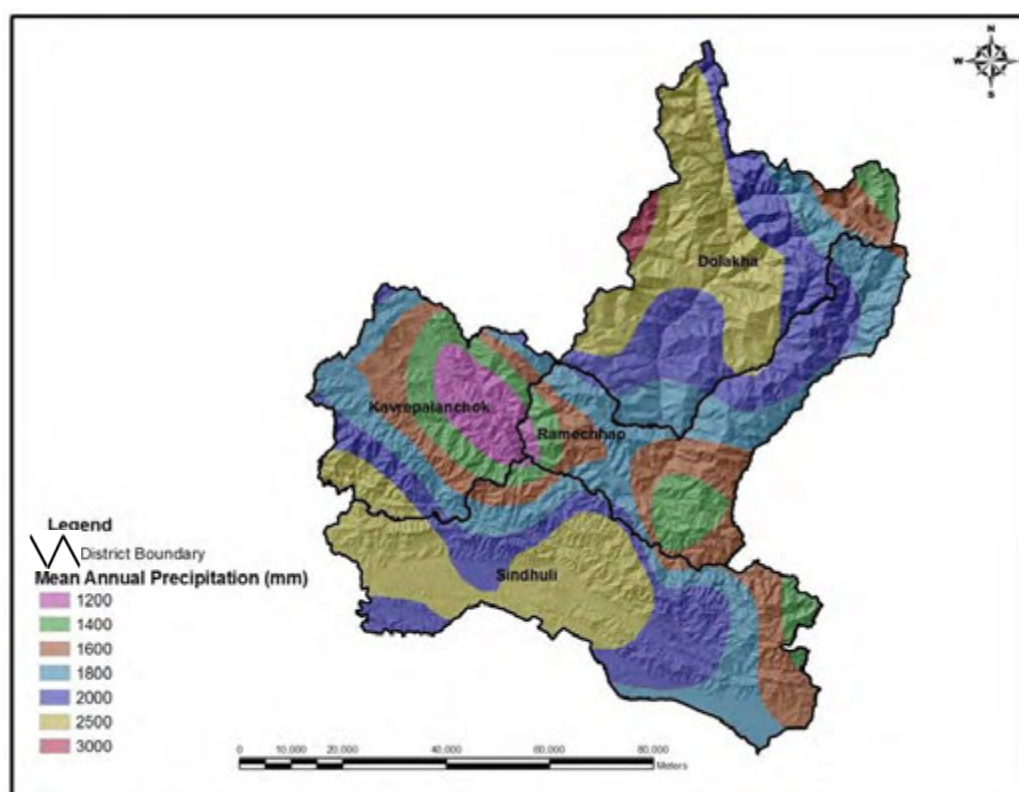 N
W E
S
Dolakha
Kavrepalanchok
Ramechhap
Sindhuli
Legend
District Boundary
Mean Annual Precipitation (mm)
1200
1400
1600
1800
2000
2500
3000
0 10,000 20,000 40,000 60,000 80,000
Meters